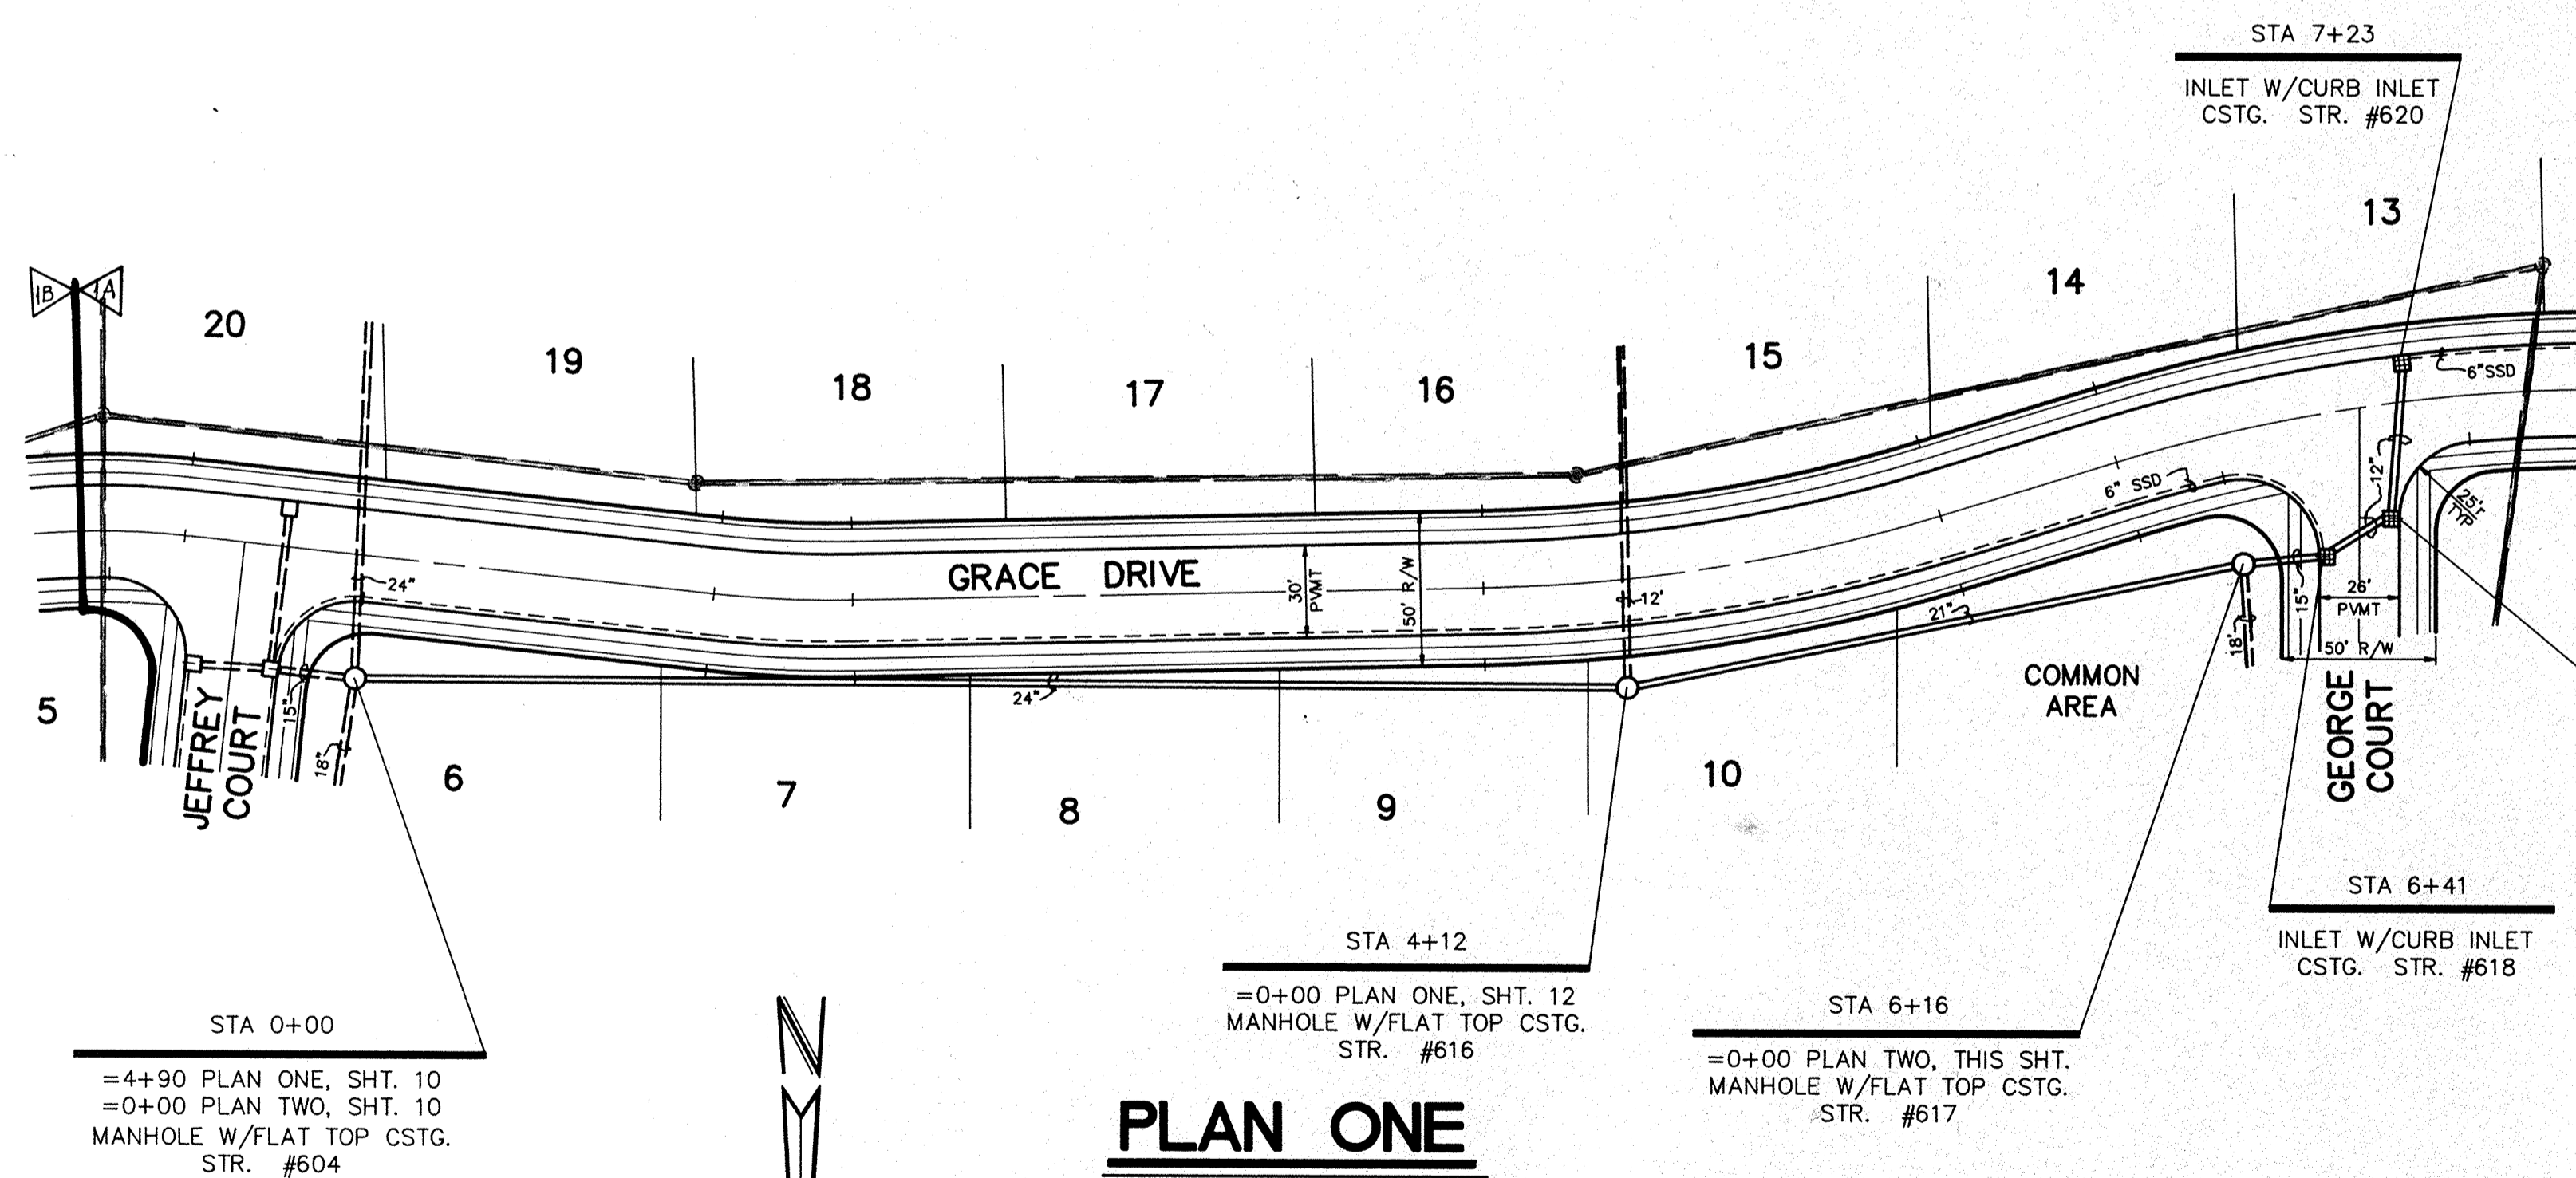 STA 7+23
INLET W/CURB INLET
CSTG. STR. #620
13
14
15
16
17
18
19
20
1B
1A
6"SSD
6" SSD
12"
25'r
TYP
24"
GRACE DRIVE
30'
PVMT
50' R/W
12'
21"
15"
18'
26'
PVMT
50' R/W
COMMON
AREA
GEORGE
COURT
5
JEFFREY
COURT
15"
18"
24"
6
7
8
9
10
STA 6+41
INLET W/CURB INLET
CSTG. STR. #618
STA 4+12
=0+00 PLAN ONE, SHT. 12
MANHOLE W/FLAT TOP CSTG.
STR. #616
STA 6+16
=0+00 PLAN TWO, THIS SHT.
MANHOLE W/FLAT TOP CSTG.
STR. #617
STA 0+00
=4+90 PLAN ONE, SHT. 10
=0+00 PLAN TWO, SHT. 10
MANHOLE W/FLAT TOP CSTG.
STR. #604
N
PLAN ONE